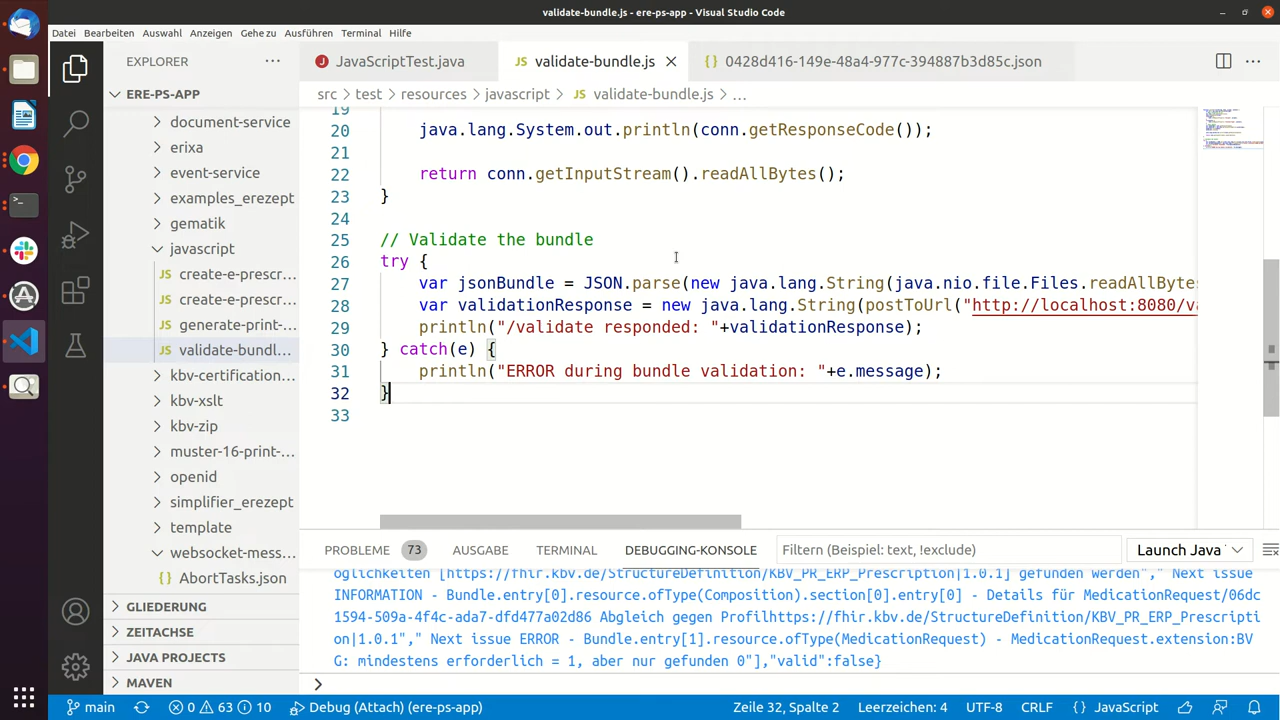 validate-bundle.js - ere-ps-app - Visual Studio Code
Datei Bearbeiten Auswahl Anzeigen Gehe zu Ausführen Terminal Hilfe
EXPLORER
JavaScriptTest.java
JS validate-bundle.js
{} 0428d416-149e-48a4-977c-394887b3d85c.json
src > test > resources > javascript > JS validate-bundle.js > ...
ERE-PS-APP
document-service
erixa
event-service
examples_erezept
gematik
javascript
JS create-e-prescr...
JS create-e-prescr...
JS generate-print-...
JS validate-bundl...
kbv-certification...
kbv-xslt
kbv-zip
muster-16-print-...
openid
simplifier_erezept
template
websocket-mess...
{} AbortTasks.json
GLIEDERUNG
ZEITACHSE
JAVA PROJECTS
MAVEN
19
20 java.lang.System.out.println(conn.getResponseCode());
21
22 return conn.getInputStream().readAllBytes();
23 }
24
25 // Validate the bundle
26 try {
27 var jsonBundle = JSON.parse(new java.lang.String(java.nio.file.Files.readAllBytes
28 var validationResponse = new java.lang.String(postToUrl("http://localhost:8080/va
29 println("/validate responded: "+validationResponse);
30 } catch(e) {
31 println("ERROR during bundle validation: "+e.message);
32 }
33
PROBLEME 73 AUSGABE TERMINAL DEBUGGING-KONSOLE Filtern (Beispiel: text, !exclude) Launch Java
öglichkeiten [https://fhir.kbv.de/StructureDefinition/KBV_PR_ERP_Prescription|1.0.1] gefunden werden"," Next issue
INFORMATION - Bundle.entry[0].resource.ofType(Composition).section[0].entry[0] - Details für MedicationRequest/06dc
1594-509a-4f4c-ada7-dfd477a02d86 Abgleich gegen Profilhttps://fhir.kbv.de/StructureDefinition/KBV_PR_ERP_Prescripti
on|1.0.1"," Next issue ERROR - Bundle.entry[1].resource.ofType(MedicationRequest) - MedicationRequest.extension:BV
G: mindestens erforderlich = 1, aber nur gefunden 0"],"valid":false}
main 0 63 10 Debug (Attach) (ere-ps-app) Zeile 32, Spalte 2 Leerzeichen: 4 UTF-8 CRLF JavaScript